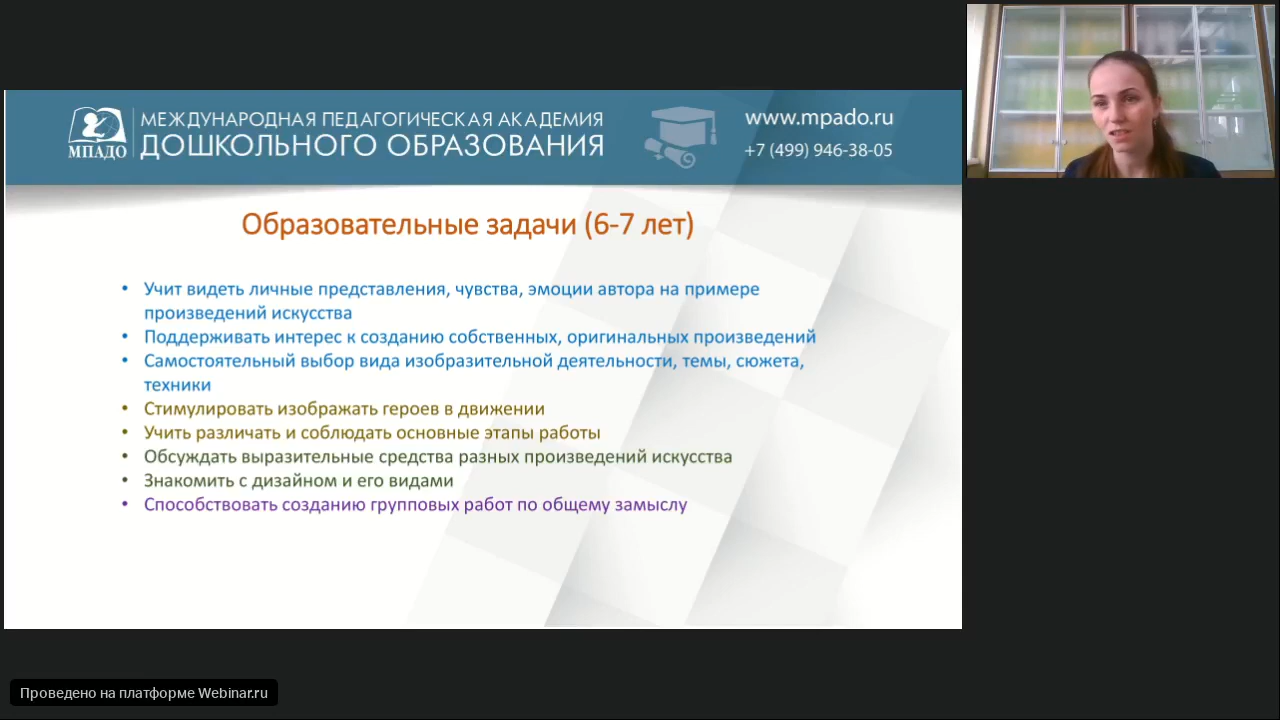 МПАДО
МЕЖДУНАРОДНАЯ ПЕДАГОГИЧЕСКАЯ АКАДЕМИЯ
ДОШКОЛЬНОГО ОБРАЗОВАНИЯ
www.mpado.ru
+7 (499) 946-38-05
Образовательные задачи (6-7 лет)
• Учит видеть личные представления, чувства, эмоции автора на примере
произведений искусства
• Поддерживать интерес к созданию собственных, оригинальных произведений
• Самостоятельный выбор вида изобразительной деятельности, темы, сюжета,
техники
• Стимулировать изображать героев в движении
• Учить различать и соблюдать основные этапы работы
• Обсуждать выразительные средства разных произведений искусства
• Знакомить с дизайном и его видами
• Способствовать созданию групповых работ по общему замыслу
Проведено на платформе Webinar.ru